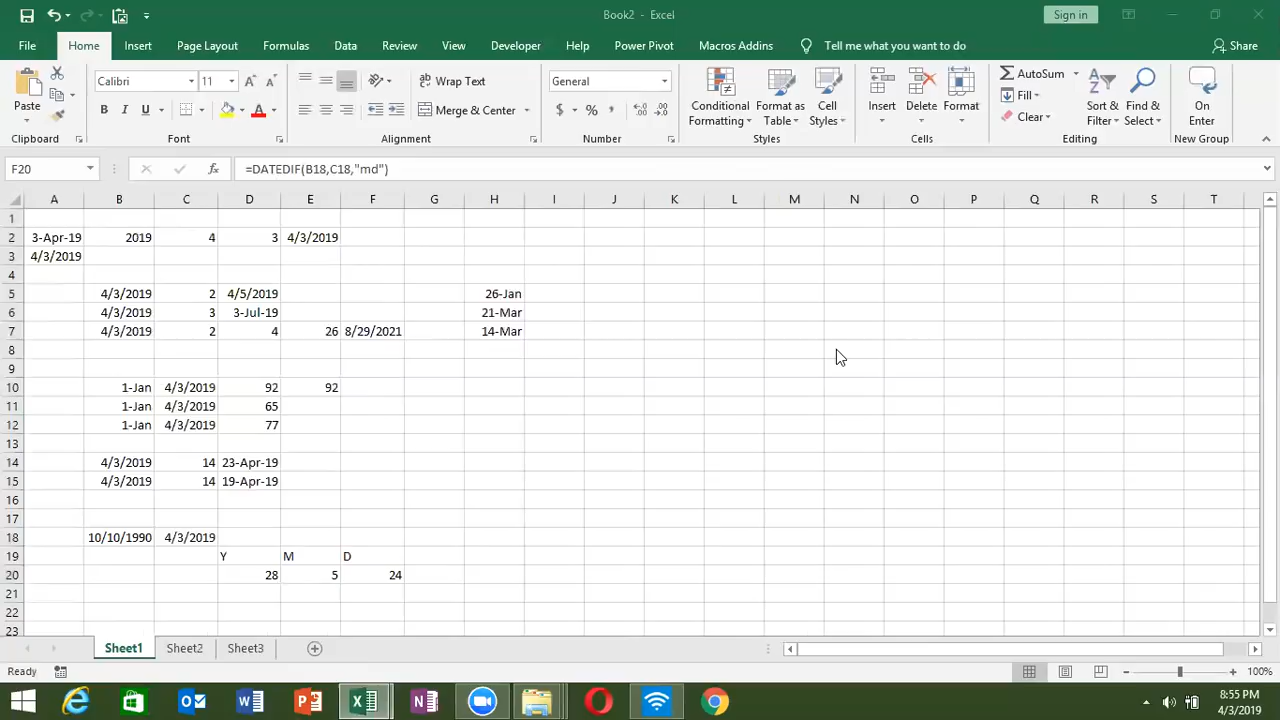 Book2 - Excel
Sign in
File Home Insert Page Layout Formulas Data Review View Developer Help Power Pivot Macros Addins Tell me what you want to do Share
Paste
Calibri 11
B I U
A
Wrap Text
Merge & Center
General
$ % ,
Conditional Formatting
Format as Table
Cell Styles
Insert
Delete
Format
AutoSum
Fill
Clear
Sort & Filter
Find & Select
On Entry
Clipboard Font Alignment Number Styles Cells Editing New Group
F20 fx =DATEDIF(B18,C18,"md")
A B C D E F G H I J K L M N O P Q R S T
1
2 3-Apr-19 2019 4 3 4/3/2019
3 4/3/2019
4
5 4/3/2019 2 4/5/2019 26-Jan
6 4/3/2019 3 3-Jul-19 21-Mar
7 4/3/2019 2 4 26 8/29/2021 14-Mar
8
9
10 1-Jan 4/3/2019 92 92
11 1-Jan 4/3/2019 65
12 1-Jan 4/3/2019 77
13
14 4/3/2019 14 23-Apr-19
15 4/3/2019 14 19-Apr-19
16
17
18 10/10/1990 4/3/2019
19 Y M D
20 28 5 24
21
22
23
Sheet1 Sheet2 Sheet3
Ready 100%
8:55 PM
4/3/2019